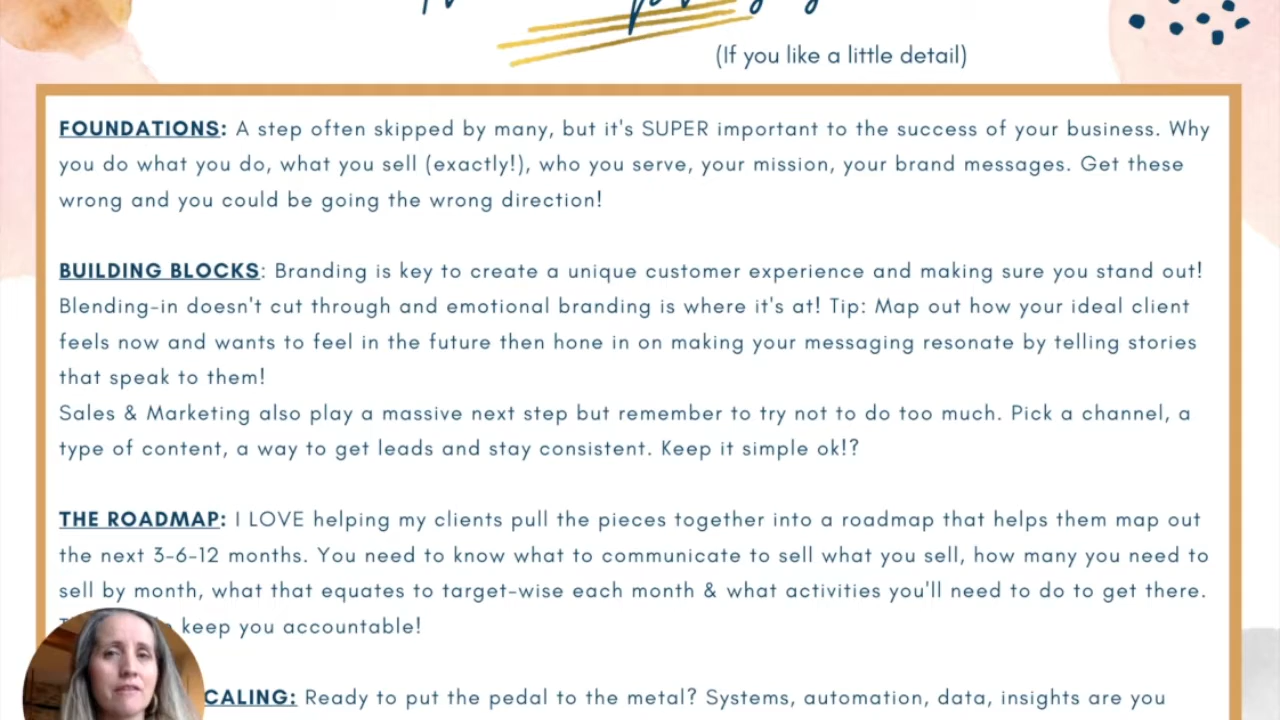 (If you like a little detail)
FOUNDATIONS: A step often skipped by many, but it's SUPER important to the success of your business. Why
you do what you do, what you sell (exactly!), who you serve, your mission, your brand messages. Get these
wrong and you could be going the wrong direction!
BUILDING BLOCKS: Branding is key to create a unique customer experience and making sure you stand out!
Blending-in doesn't cut through and emotional branding is where it's at! Tip: Map out how your ideal client
feels now and wants to feel in the future then hone in on making your messaging resonate by telling stories
that speak to them!
Sales & Marketing also play a massive next step but remember to try not to do too much. Pick a channel, a
type of content, a way to get leads and stay consistent. Keep it simple ok!?
THE ROADMAP: I LOVE helping my clients pull the pieces together into a roadmap that helps them map out
the next 3-6-12 months. You need to know what to communicate to sell what you sell, how many you need to
sell by month, what that equates to target-wise each month & what activities you'll need to do to get there.
keep you accountable!
CALING: Ready to put the pedal to the metal? Systems, automation, data, insights are you